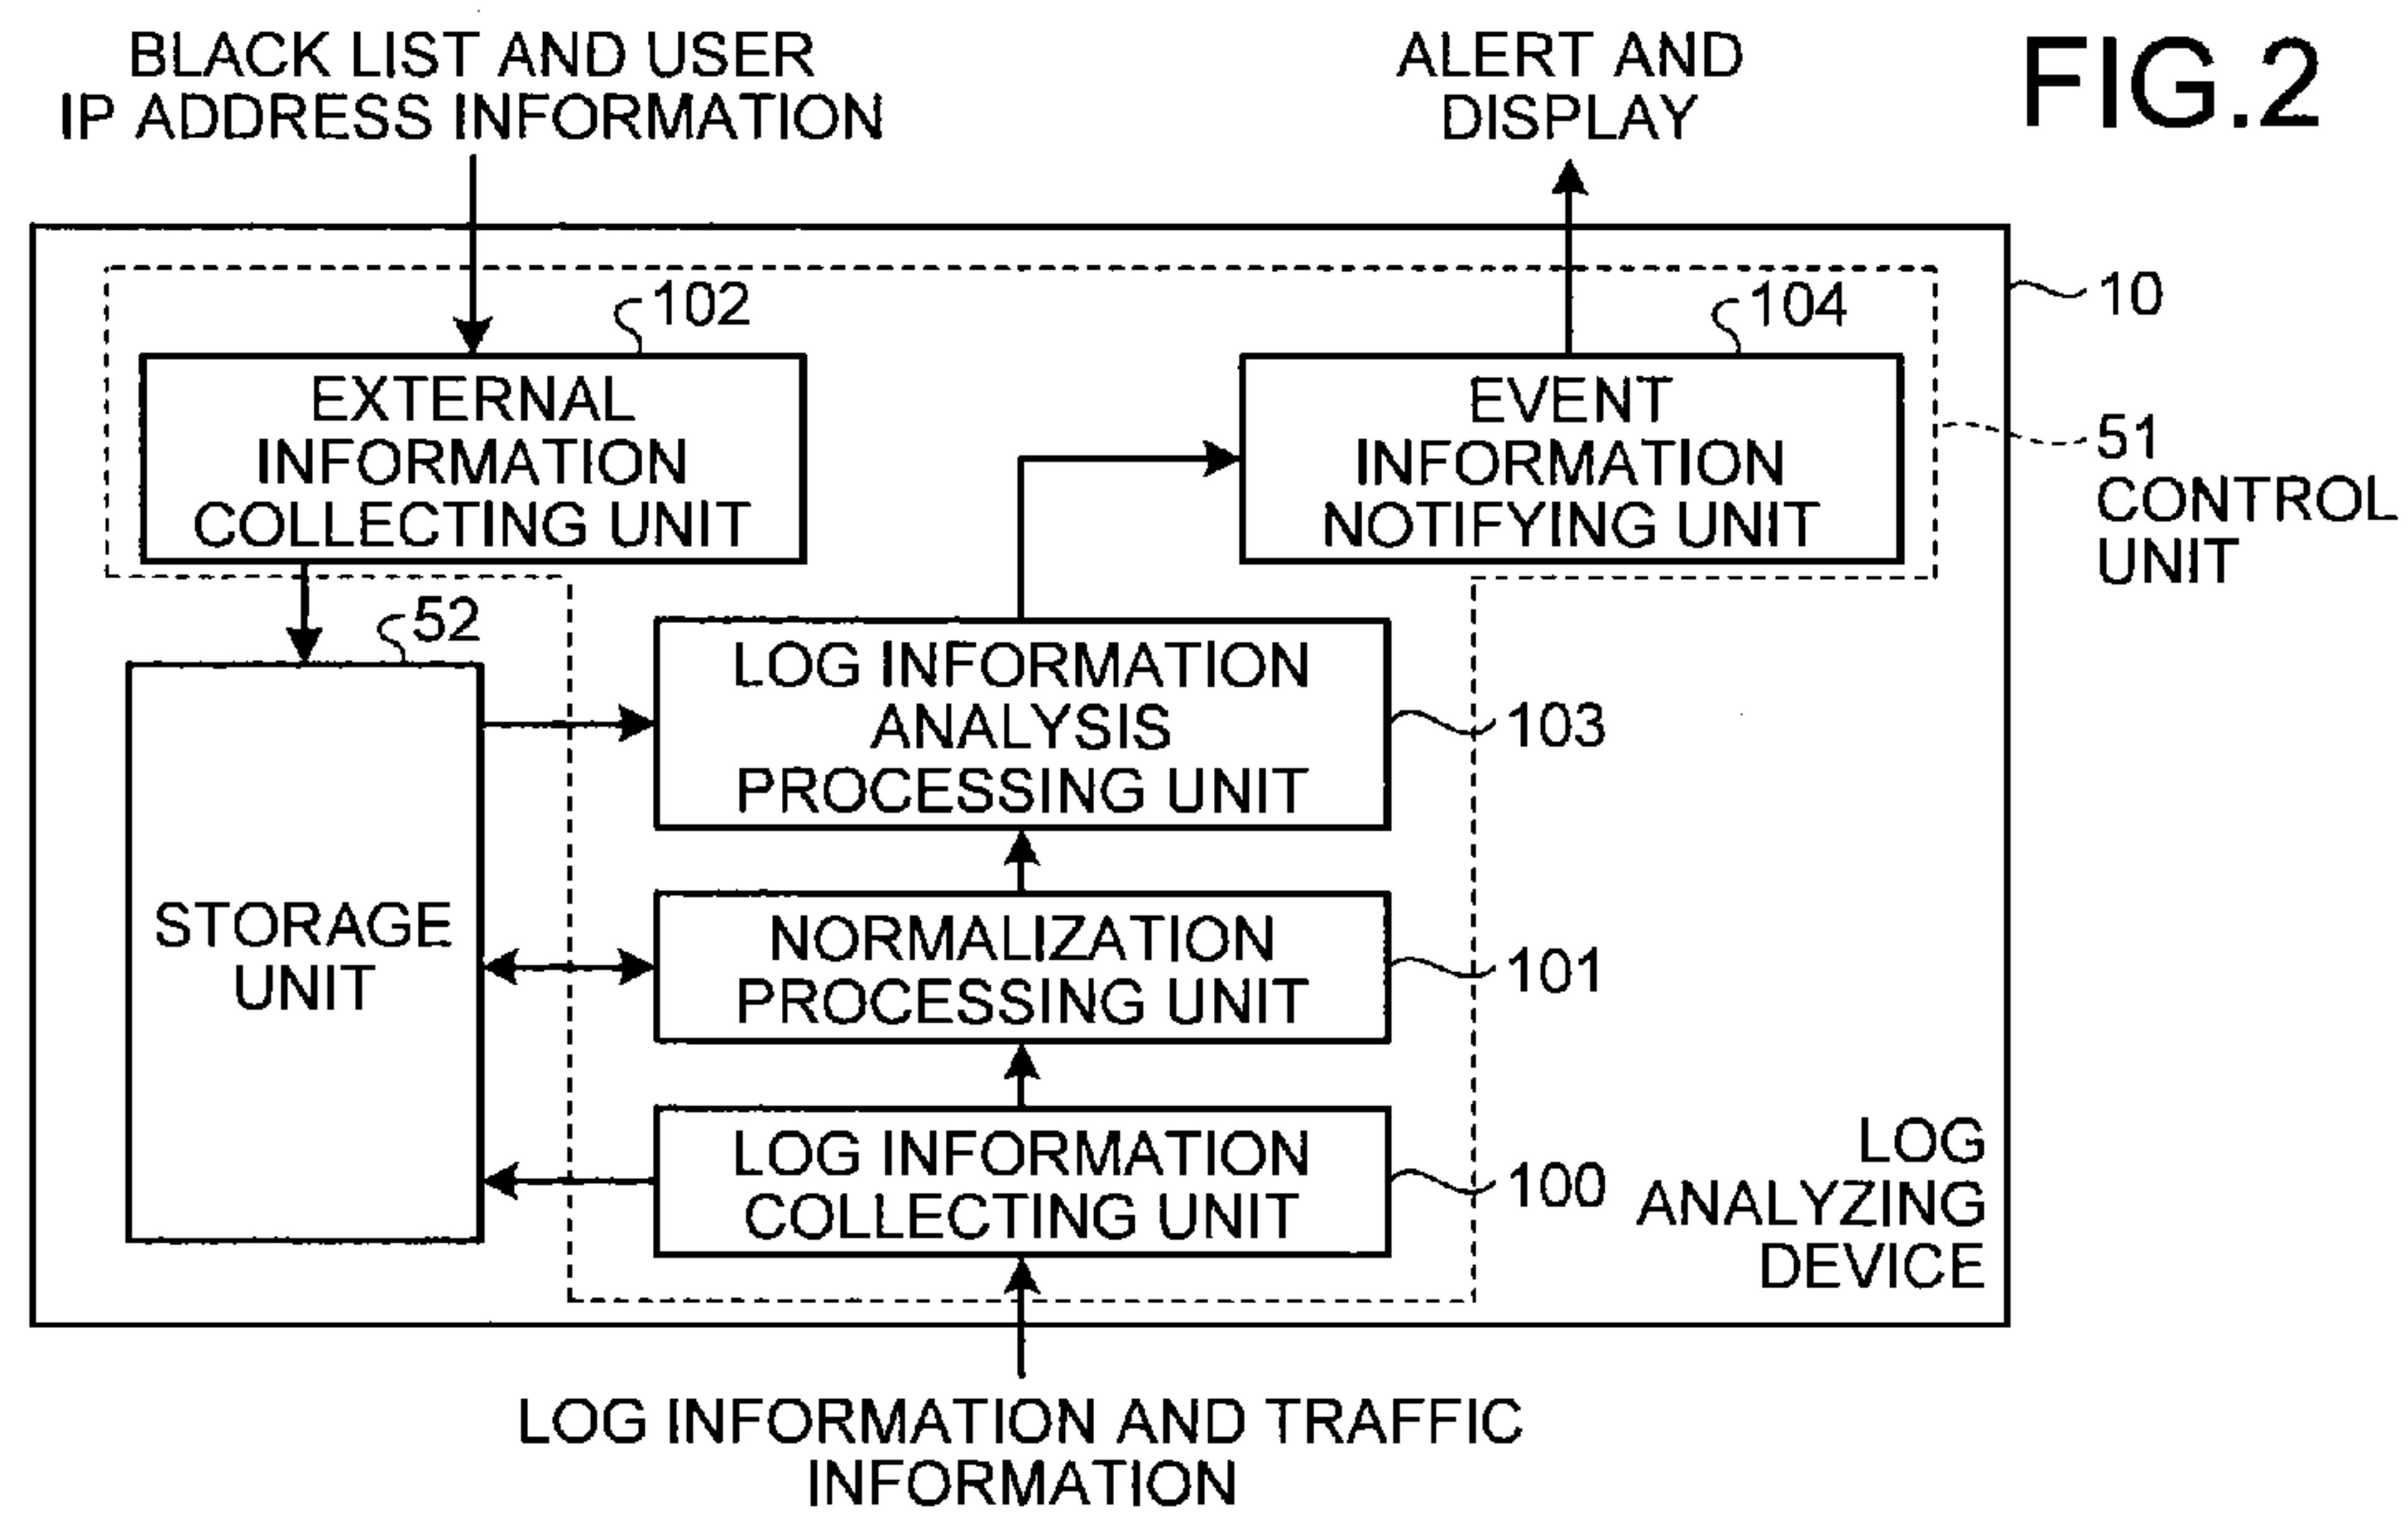 BLACK LIST AND USER
IP ADDRESS INFORMATION
ALERT AND
DISPLAY
FIG.2
102
104
10
EXTERNAL
INFORMATION
COLLECTING UNIT
EVENT
INFORMATION
NOTIFYING UNIT
51
CONTROL
UNIT
52
LOG INFORMATION
ANALYSIS
PROCESSING UNIT
103
STORAGE
UNIT
NORMALIZATION
PROCESSING UNIT
101
LOG INFORMATION
COLLECTING UNIT
100
LOG
ANALYZING
DEVICE
LOG INFORMATION AND TRAFFIC
INFORMATION